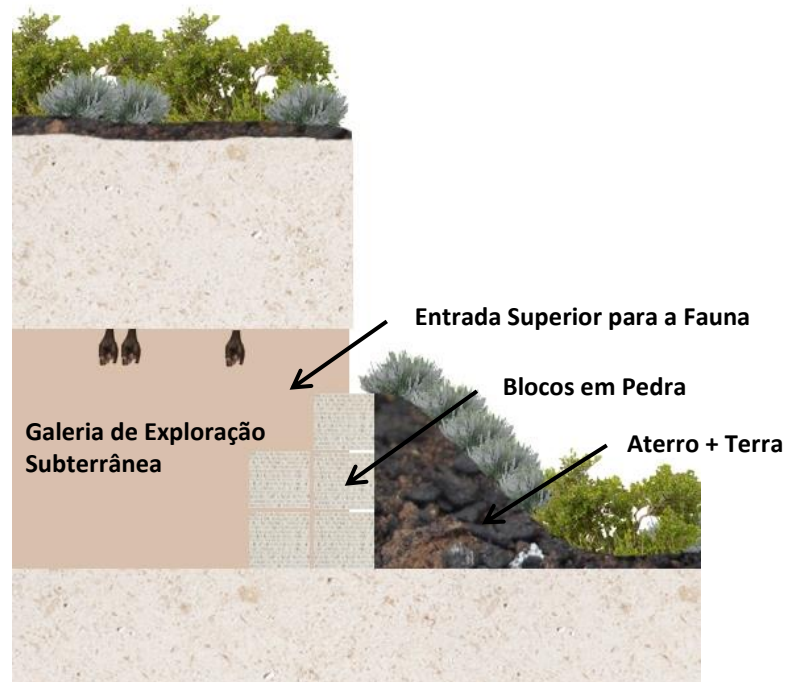 Entrada Superior para a Fauna
Blocos em Pedra
Galeria de Exploração
Subterrânea
Aterro + Terra